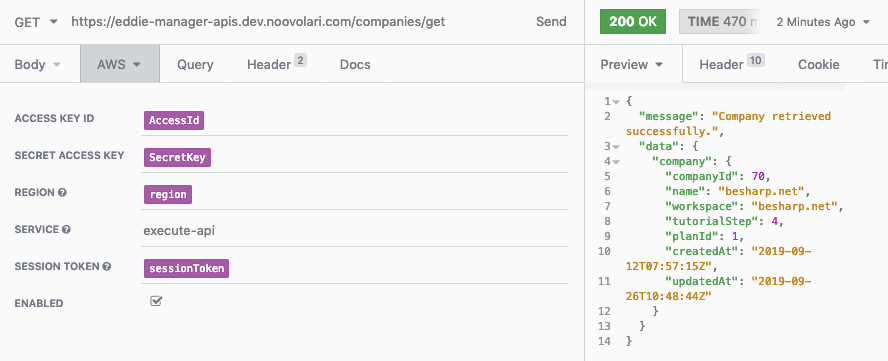 GET https://eddie-manager-apis.dev.noovolari.com/companies/get Send
200 OK TIME 470 m 2 Minutes Ago
Body AWS Query Header 2 Docs
Preview Header 10 Cookie Tir
ACCESS KEY ID AccessId
SECRET ACCESS KEY SecretKey
REGION region
SERVICE execute-api
SESSION TOKEN sessionToken
ENABLED
1 {
2 "message": "Company retrieved
successfully.",
3 "data": {
4 "company": {
5 "companyId": 70,
6 "name": "besharp.net",
7 "workspace": "besharp.net",
8 "tutorialStep": 4,
9 "planId": 1,
10 "createdAt": "2019-09-
12T07:57:15Z",
11 "updatedAt": "2019-09-
26T10:48:44Z"
12 }
13 }
14 }